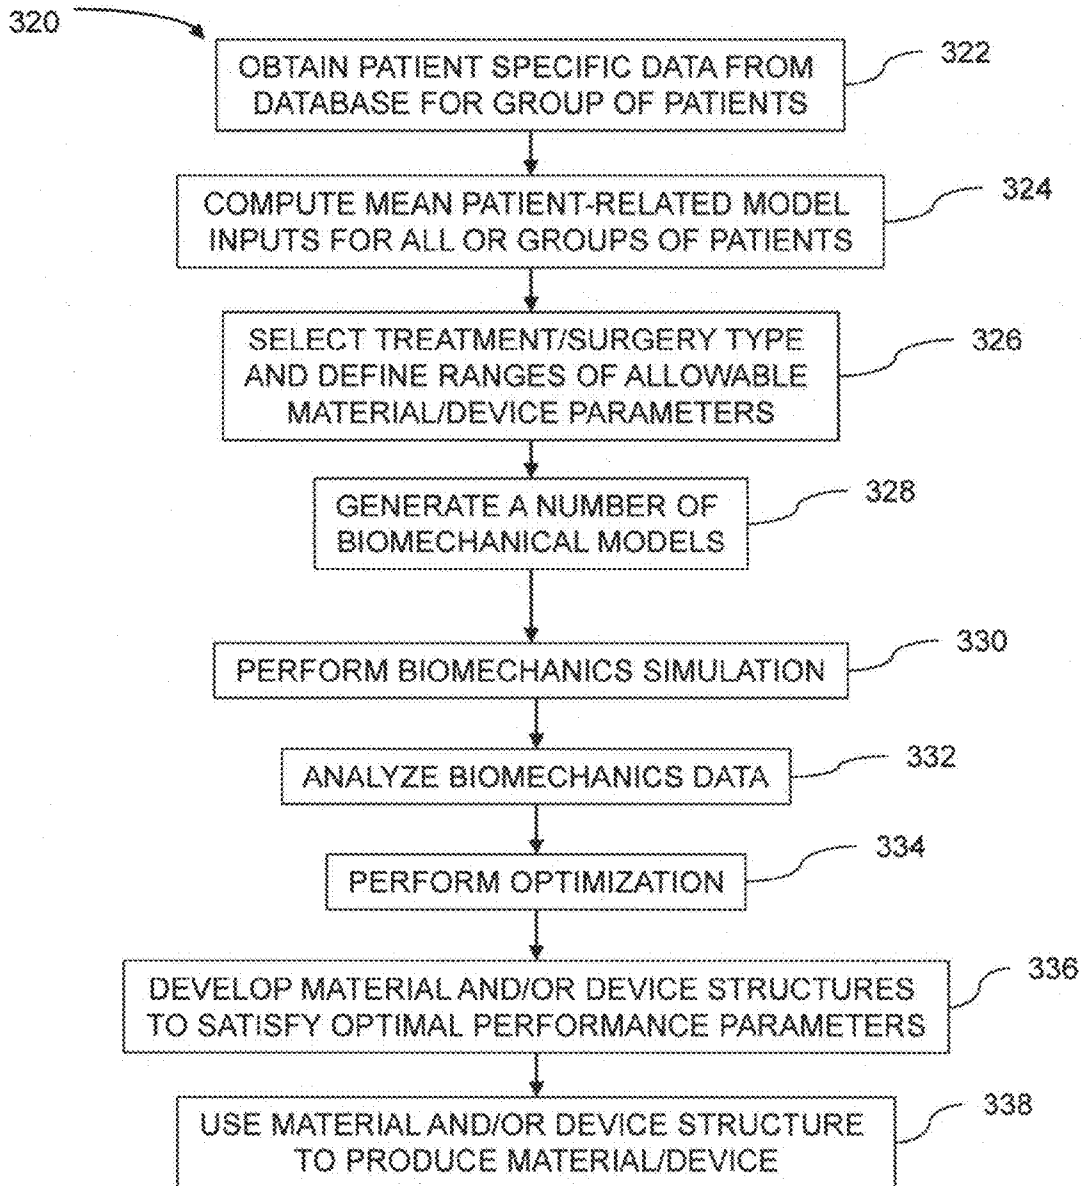 320
OBTAIN PATIENT SPECIFIC DATA FROM
DATABASE FOR GROUP OF PATIENTS
322
COMPUTE MEAN PATIENT-RELATED MODEL
INPUTS FOR ALL OR GROUPS OF PATIENTS
324
SELECT TREATMENT/SURGERY TYPE
AND DEFINE RANGES OF ALLOWABLE
MATERIAL/DEVICE PARAMETERS
326
GENERATE A NUMBER OF
BIOMECHANICAL MODELS
328
PERFORM BIOMECHANICS SIMULATION
330
ANALYZE BIOMECHANICS DATA
332
PERFORM OPTIMIZATION
334
DEVELOP MATERIAL AND/OR DEVICE STRUCTURES
TO SATISFY OPTIMAL PERFORMANCE PARAMETERS
336
USE MATERIAL AND/OR DEVICE STRUCTURE
TO PRODUCE MATERIAL/DEVICE
338